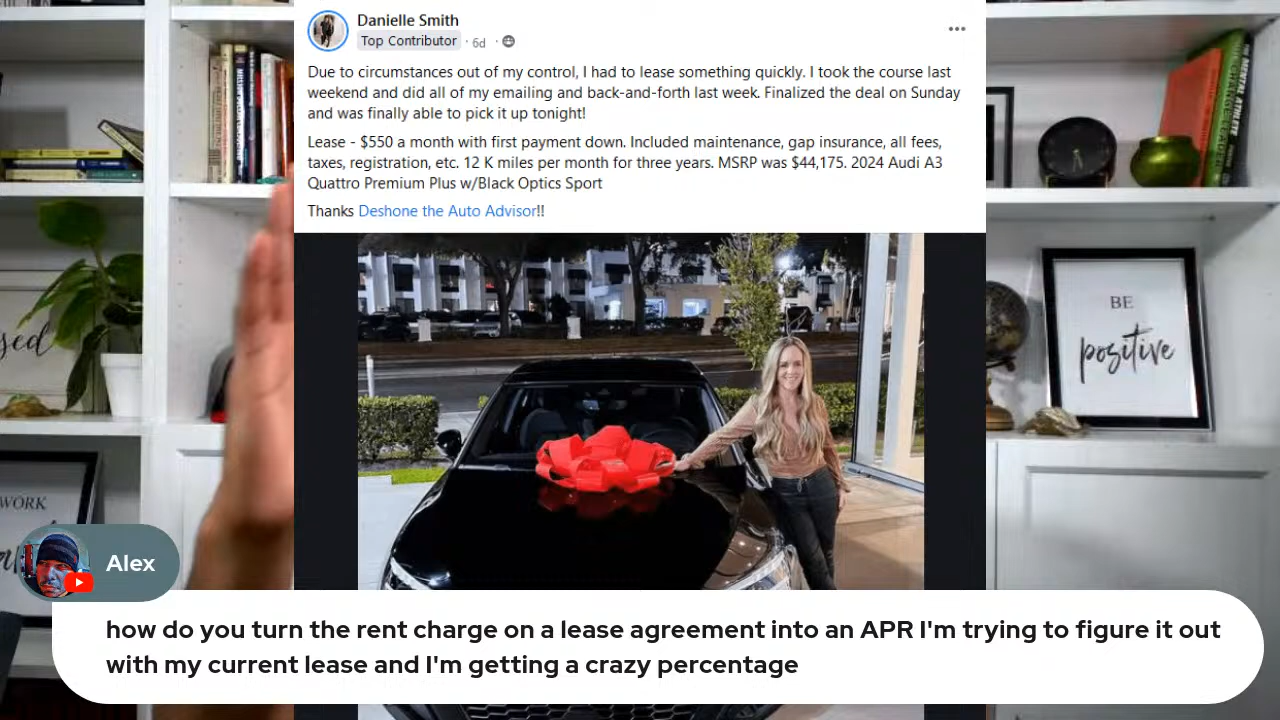 Danielle Smith
Top Contributor · 6d ·
Due to circumstances out of my control, I had to lease something quickly. I took the course last
weekend and did all of my emailing and back-and-forth last week. Finalized the deal on Sunday
and was finally able to pick it up tonight!
Lease - $550 a month with first payment down. Included maintenance, gap insurance, all fees,
taxes, registration, etc. 12 K miles per month for three years. MSRP was $44,175. 2024 Audi A3
Quattro Premium Plus w/Black Optics Sport
Thanks Deshone the Auto Advisor!!
BE
positive
WORK
Alex
how do you turn the rent charge on a lease agreement into an APR I'm trying to figure it out
with my current lease and I'm getting a crazy percentage